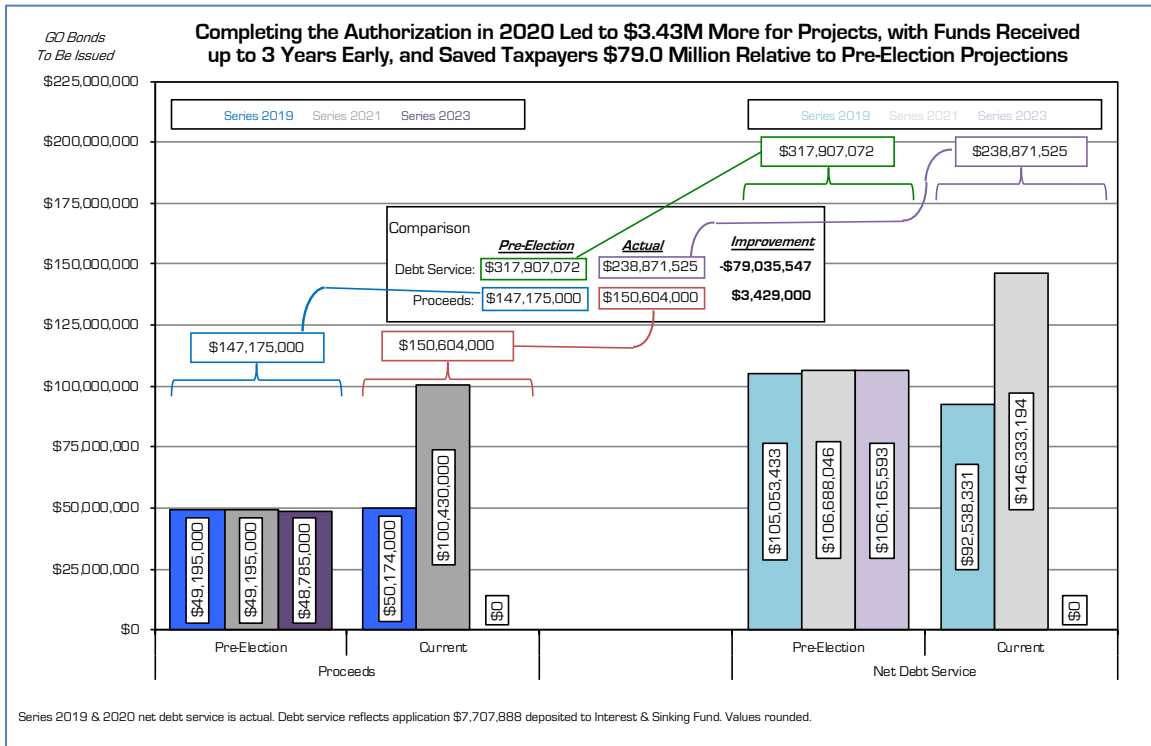 GO Bonds
To Be Issued
Completing the Authorization in 2020 Led to $3.43M More for Projects, with Funds Received
up to 3 Years Early, and Saved Taxpayers $79.0 Million Relative to Pre-Election Projections
$225,000,000
$200,000,000
$175,000,000
$150,000,000
$125,000,000
$100,000,000
$75,000,000
$50,000,000
$25,000,000
$0
Series 2019 Series 2021 Series 2023
Series 2019 Series 2021 Series 2023
$317,907,072
$238,871,525
Comparison
Pre-Election Actual Improvement
Debt Service: $317,907,072 $238,871,525 -$79,035,547
Proceeds: $147,175,000 $150,604,000 $3,429,000
$147,175,000
$150,604,000
$49,195,000
$49,195,000
$48,785,000
$50,174,000
$100,430,000
$0
$105,053,433
$106,688,046
$106,165,593
$92,538,331
$146,333,194
$0
Pre-Election
Current
Pre-Election
Current
Proceeds
Net Debt Service
Series 2019 & 2020 net debt service is actual. Debt service reflects application $7,707,888 deposited to Interest & Sinking Fund. Values rounded.